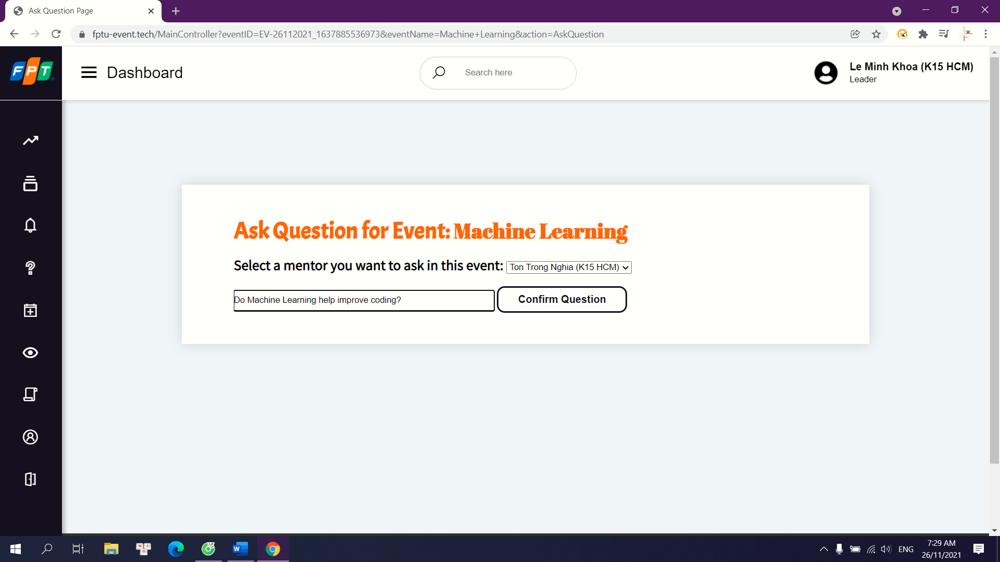 Ask Question Page
fptu-event.tech/MainController?eventID=EV-26112021_1637885536973&eventName=Machine+Learning&action=AskQuestion
FPT
Dashboard
Search here
Le Minh Khoa (K15 HCM)
Leader
Ask Question for Event: Machine Learning
Select a mentor you want to ask in this event: Ton Trong Nghia (K15 HCM)
Do Machine Learning help improve coding?
Confirm Question
ENG
7:29 AM
26/11/2021